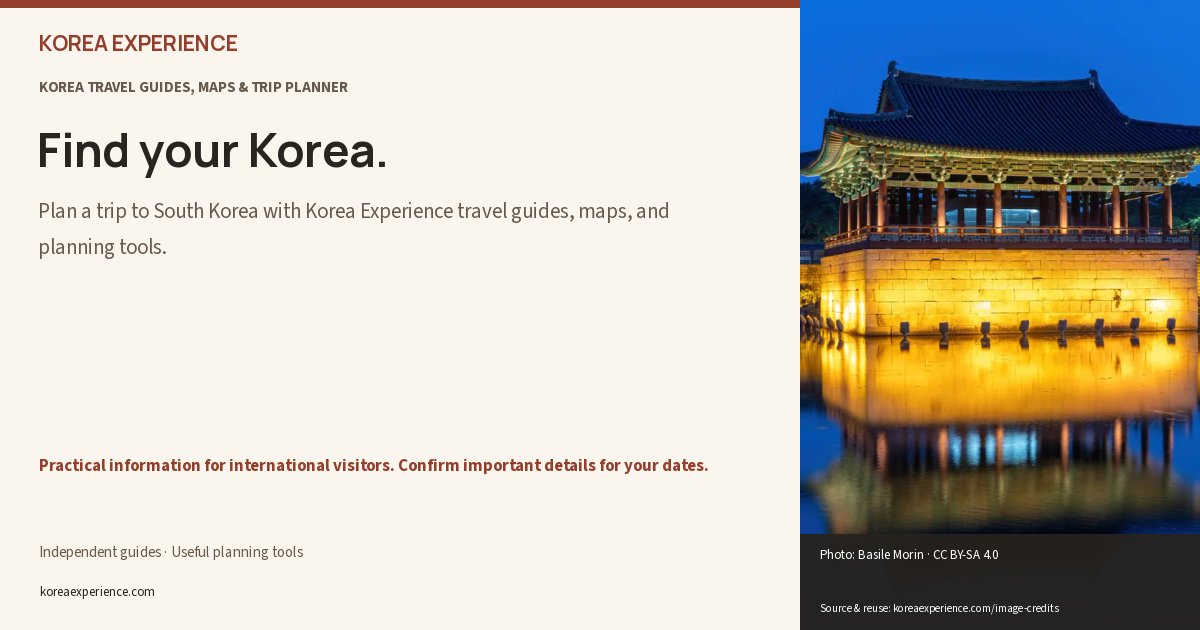 KOREA EXPERIENCE
KOREA TRAVEL GUIDES, MAPS & TRIP PLANNER
Find your Korea.
Plan a trip to South Korea with Korea Experience travel guides, maps, and
planning tools.
Practical information for international visitors. Confirm important details for your dates.
Independent guides · Useful planning tools
koreaexperience.com
Photo: Basile Morin · CC BY-SA 4.0
Source & reuse: koreaexperience.com/image-credits